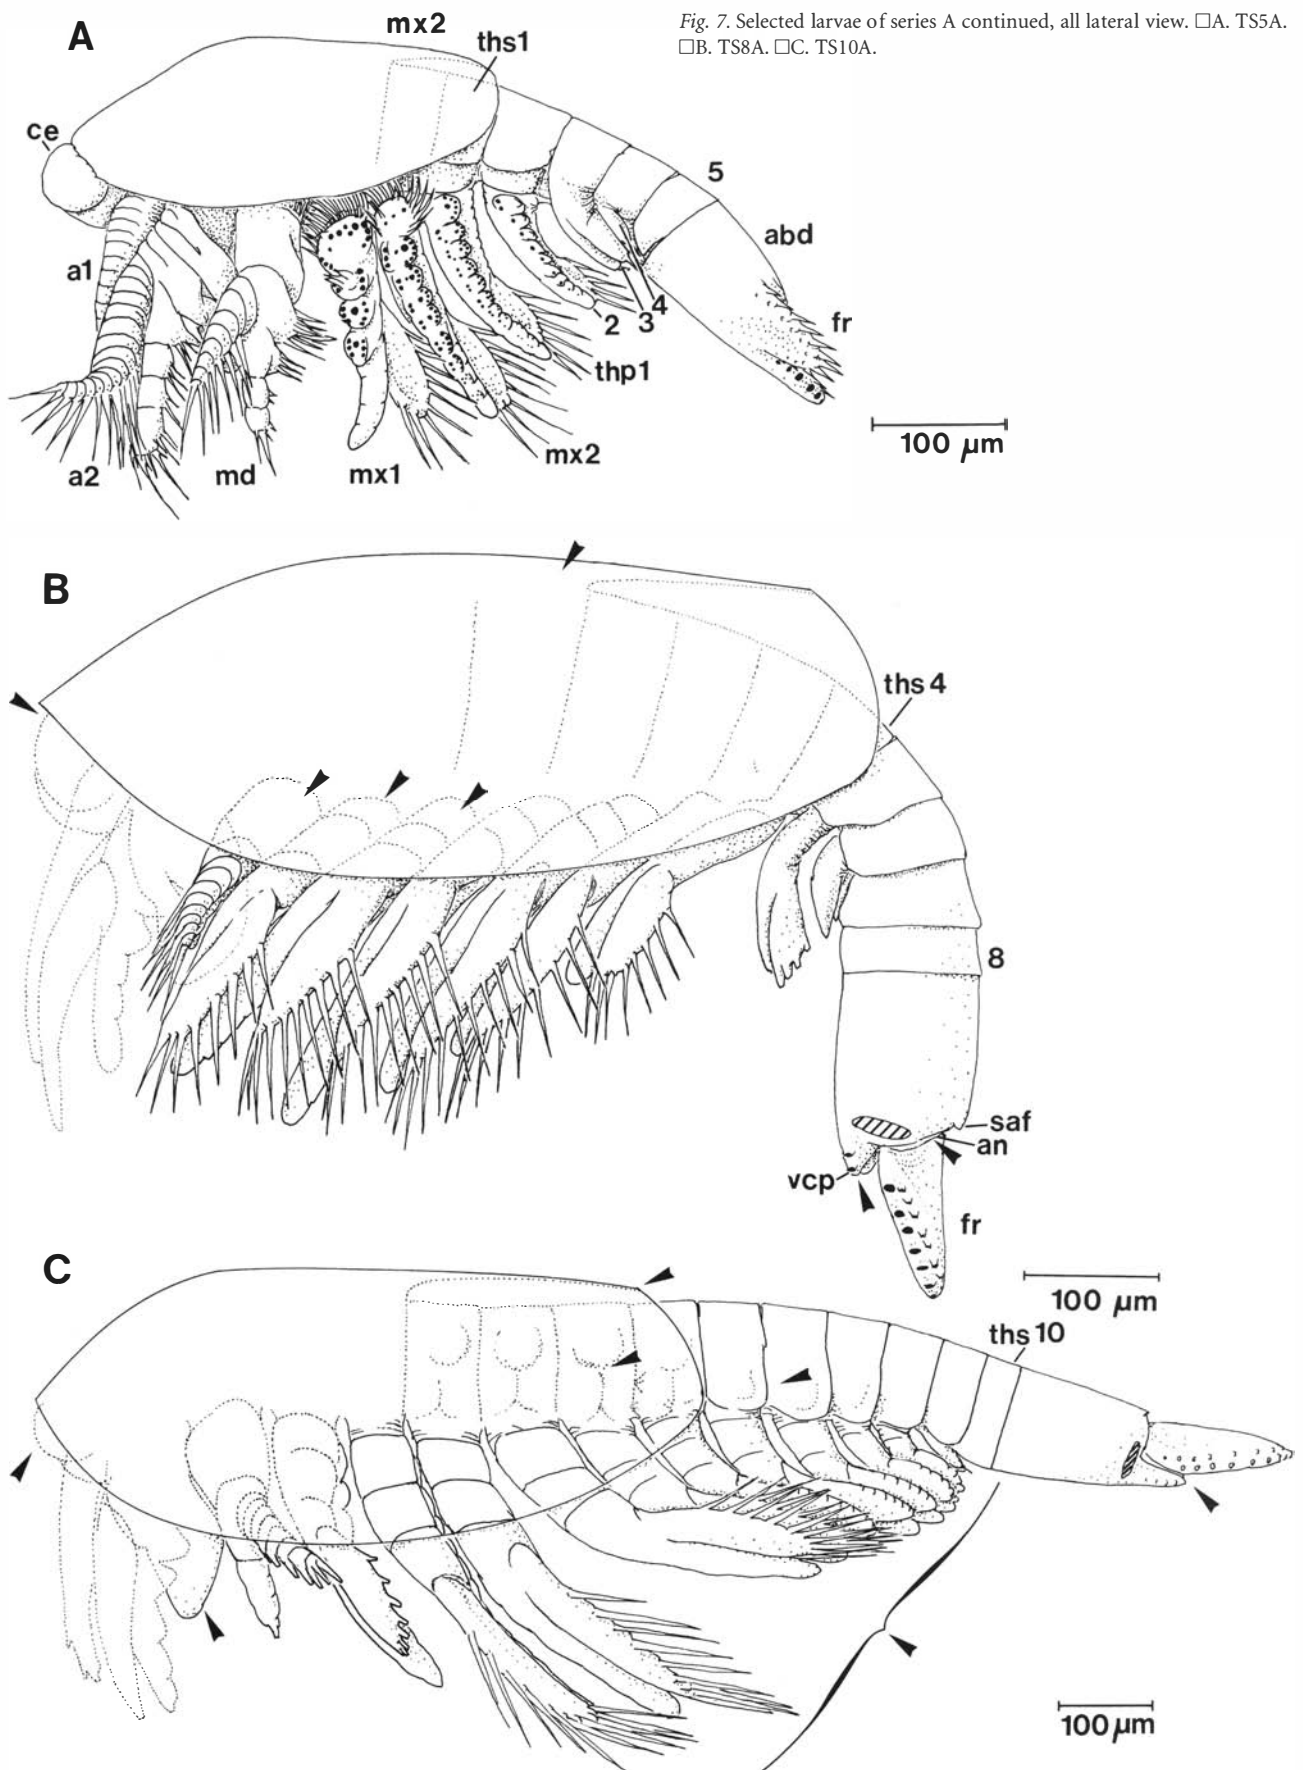 Fig. 7. Selected larvae of series A continued, all lateral view. □A. TS5A.
□B. TS8A. □C. TS10A.
A
mx2
ths1
ce
5
abd
a1
fr
2
3
4
thp1
100 µm
mx2
a2
md
mx1
B
ths 4
8
saf
an
vcp
fr
100 µm
C
ths 10
100 µm